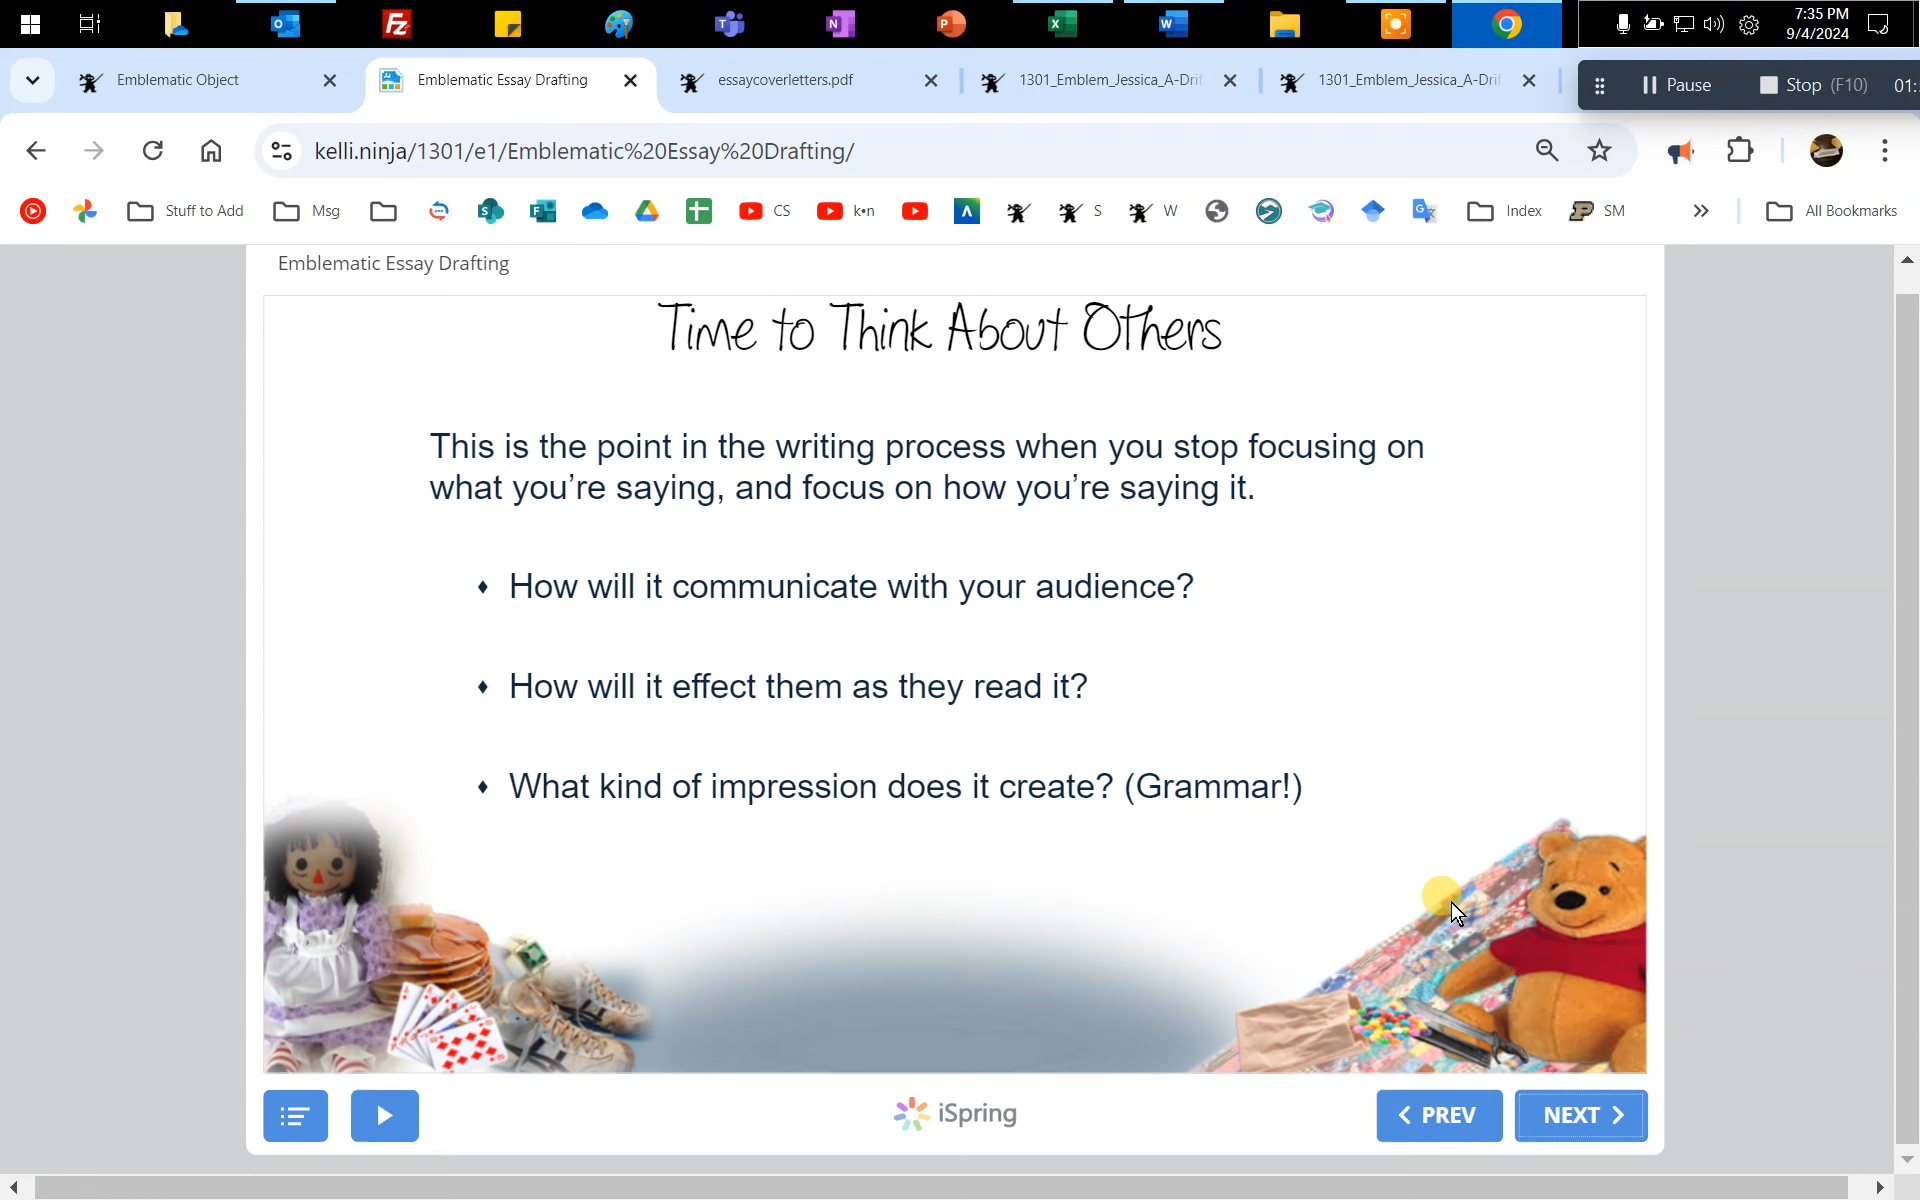 7:35 PM
9/4/2024
Emblematic Object
Emblematic Essay Drafting
essaycoverletters.pdf
1301_Emblem_Jessica_A-Dri
1301_Emblem_Jessica_A-Drif
Pause
Stop (F10)
01:
kelli.ninja/1301/e1/Emblematic%20Essay%20Drafting/
Stuff to Add
Msg
CS
k•n
S
W
Index
SM
All Bookmarks
Emblematic Essay Drafting
Time to Think About Others
This is the point in the writing process when you stop focusing on
what you’re saying, and focus on how you’re saying it.
♦ How will it communicate with your audience?
♦ How will it effect them as they read it?
♦ What kind of impression does it create? (Grammar!)
iSpring
PREV
NEXT